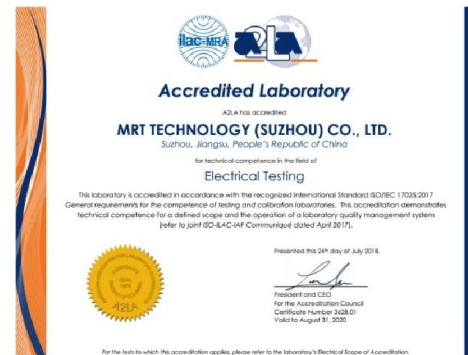 ilac-MRA
A2LA
Accredited Laboratory
A2LA has accredited
MRT TECHNOLOGY (SUZHOU) CO., LTD.
Suzhou, Jiangsu, People's Republic of China
for technical competence in the field of
Electrical Testing
This laboratory is accredited in accordance with the recognized International Standard ISO/IEC 17025:2017
General requirements for the competence of testing and calibration laboratories. This accreditation demonstrates
technical competence for a defined scope and the operation of a laboratory quality management system
(refer to joint ISO-ILAC-IAF Communiqué dated April 2017).
Presented this 24th day of July 2018.
President and CEO
For the Accreditation Council
Certificate Number 3628.01
Valid to August 31, 2020
SEAL
1978
A2LA
For the tests to which this accreditation applies, please refer to the laboratory's Electrical Scope of Accreditation.